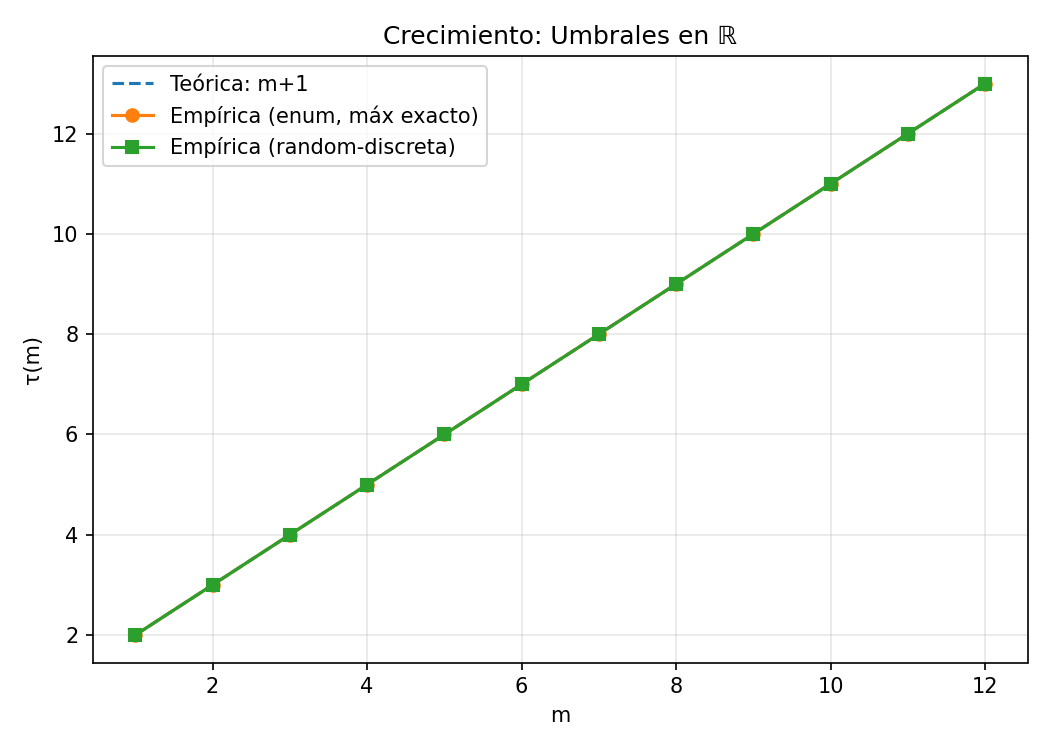 Crecimiento: Umbrales en ℝ
Teórica: m+1
Empírica (enum, máx exacto)
Empírica (random-discreta)
τ(m)
12
10
8
6
4
2
2 4 6 8 10 12
m